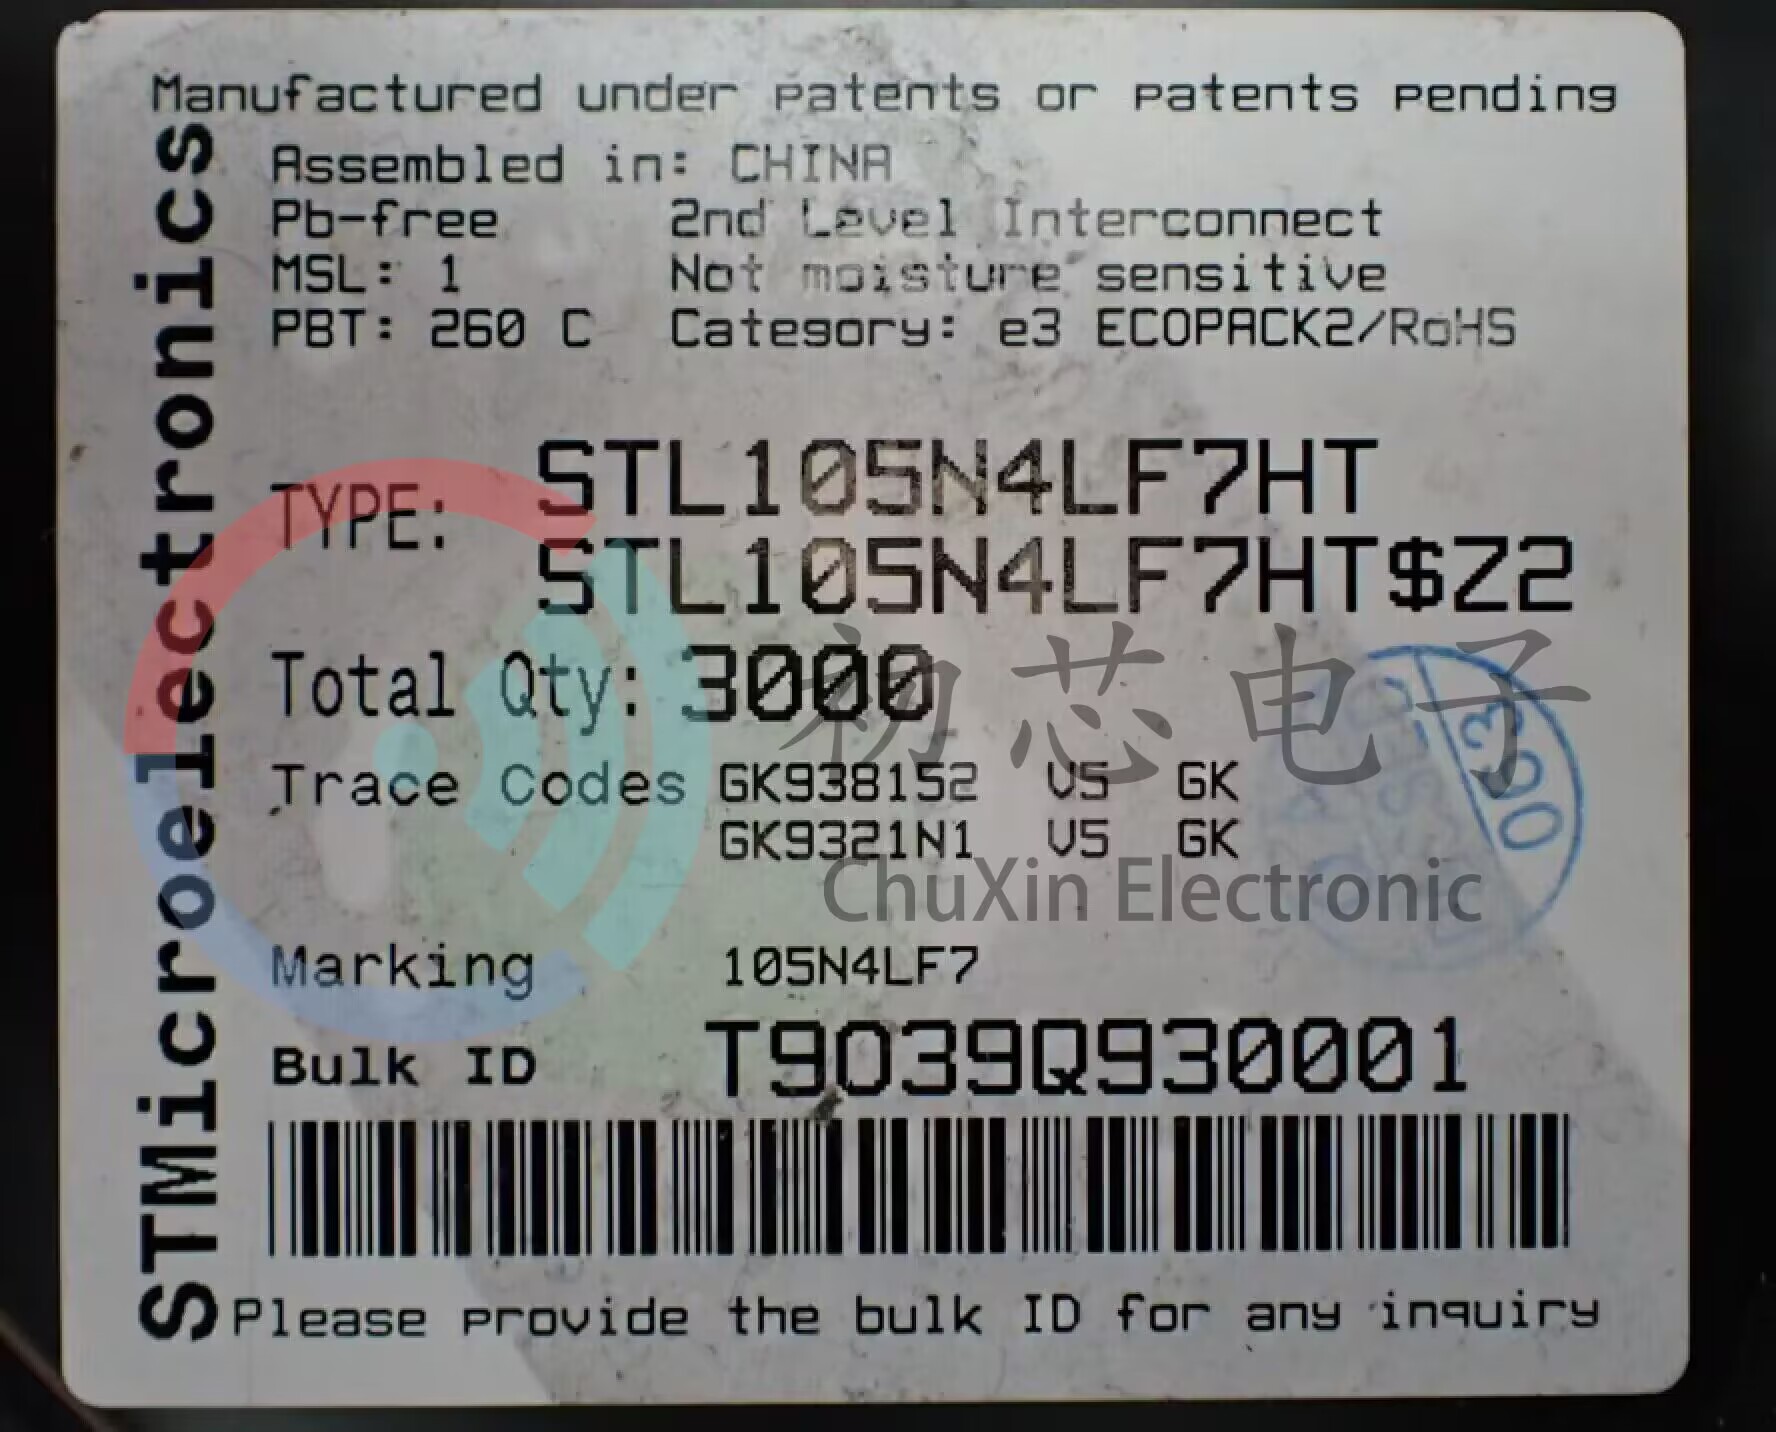 Manufactured under patents or patents pending
Assembled in: CHINA
Pb-free 2nd Level Interconnect
MSL: 1 Not moisture sensitive
PBT: 260 C Category: e3 ECOPACK2/RoHS
TYPE: STL105N4LF7HT
STL105N4LF7HT$Z2
Total Qty: 3000
Trace Codes GK938152 V5 GK
GK9321N1 V5 GK
Marking 105N4LF7
Bulk ID T9039Q930001
Please provide the bulk ID for any inquiry
STMicroelectronics
初芯电子
ChuXin Electronic
003